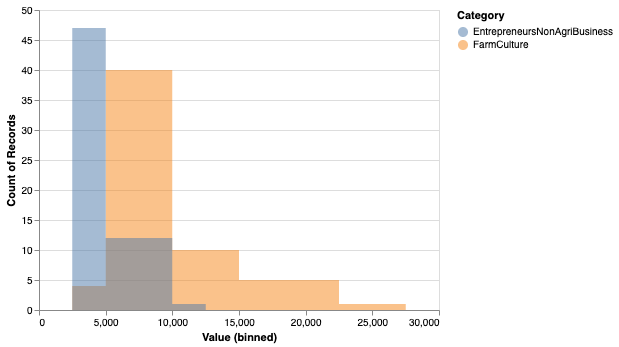 50
45
40
35
30
25
20
15
10
5
0
Count of Records
0 5,000 10,000 15,000 20,000 25,000 30,000
Value (binned)
Category
EntrepreneursNonAgriBusiness
FarmCulture